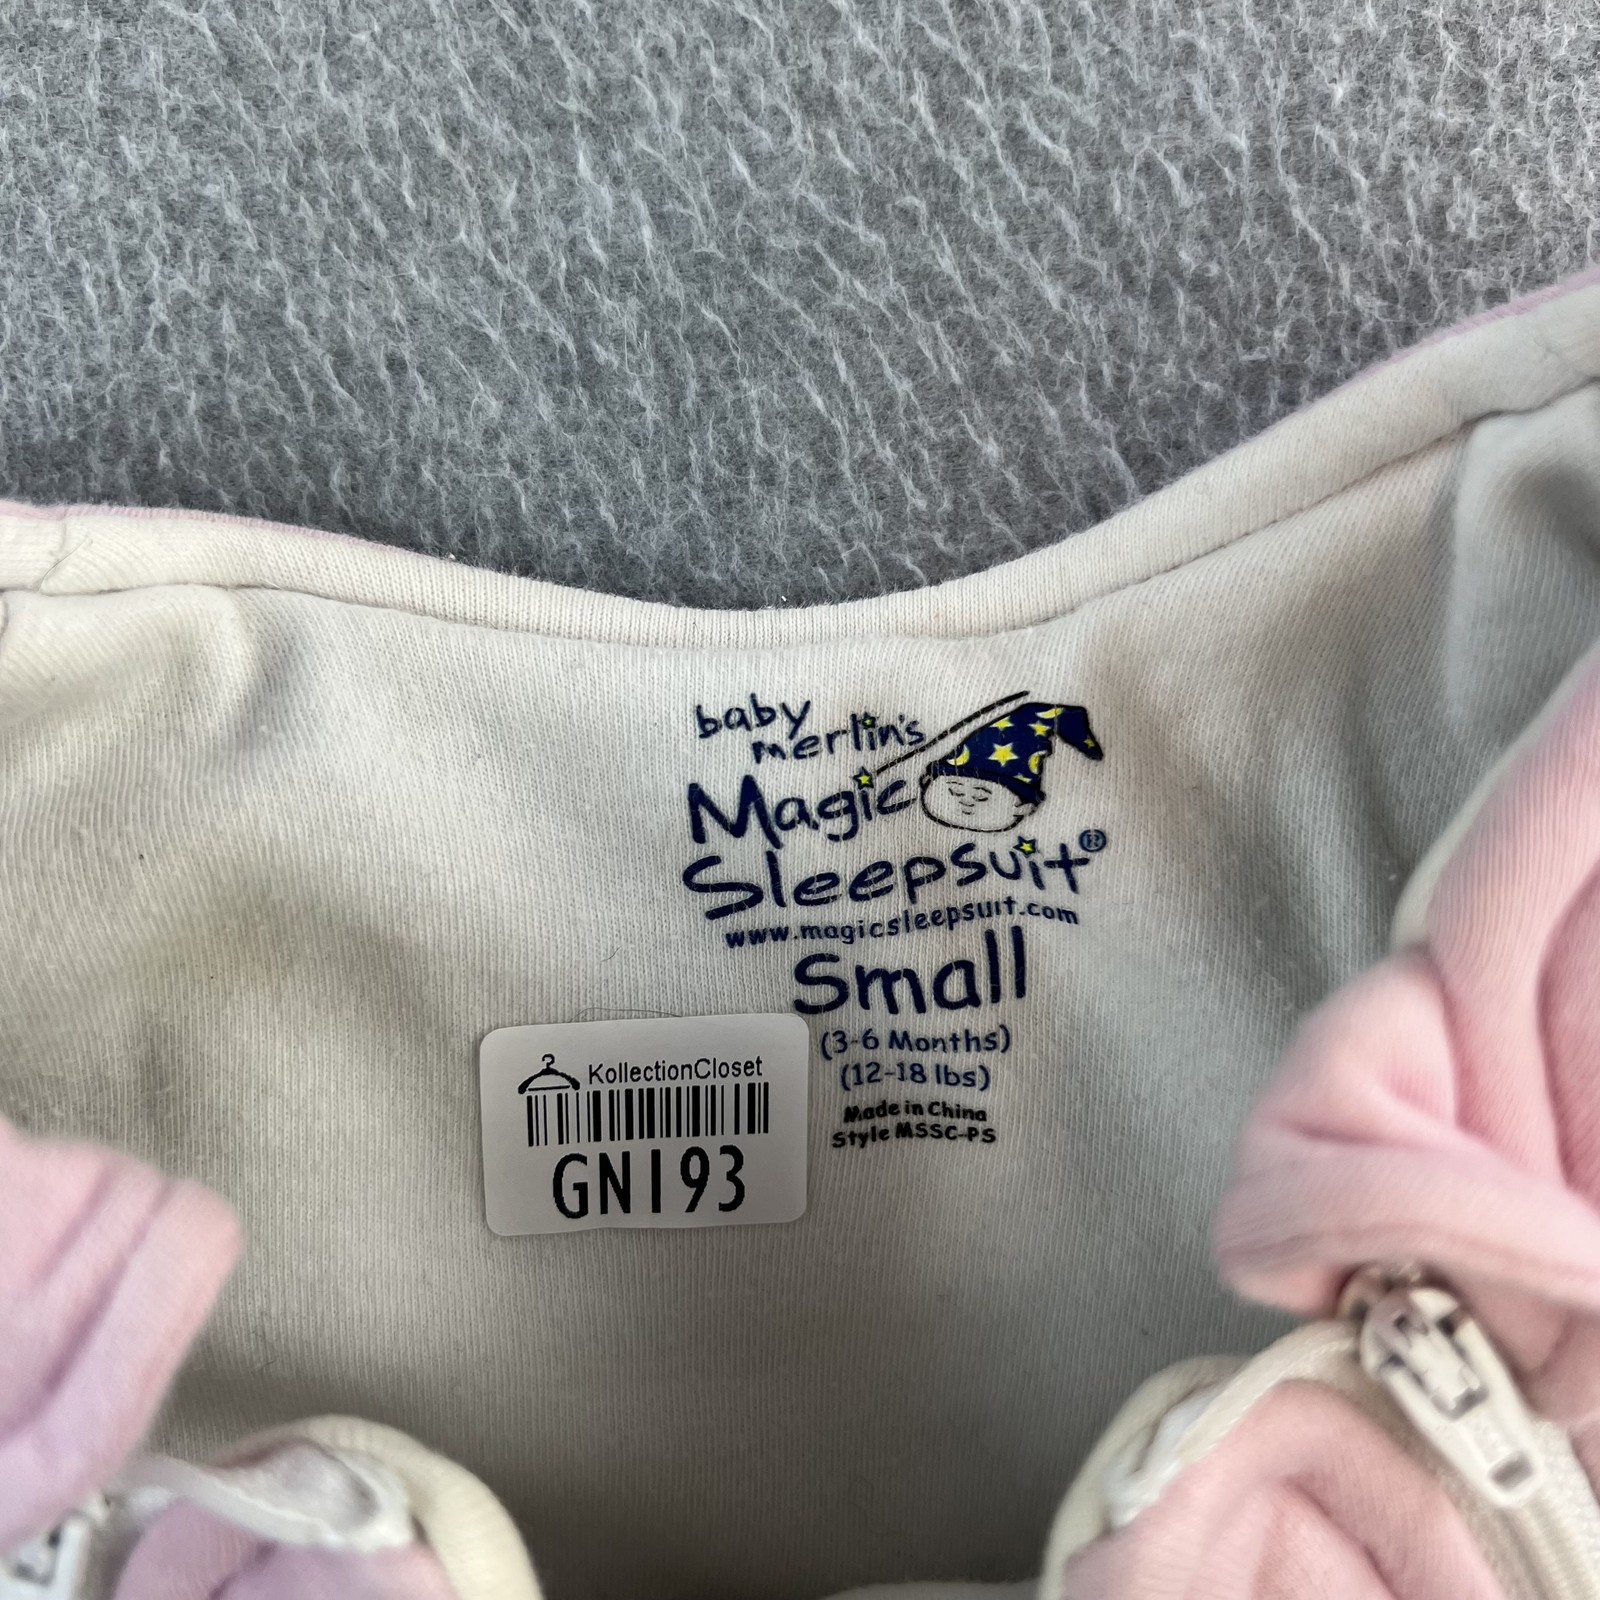 baby
merlin's
Magic
Sleepsuit®
www.magicsleepsuit.com
Small
(3-6 Months)
(12-18 lbs)
Made in China
Style MSSC-PS
KollectionCloset
GN193